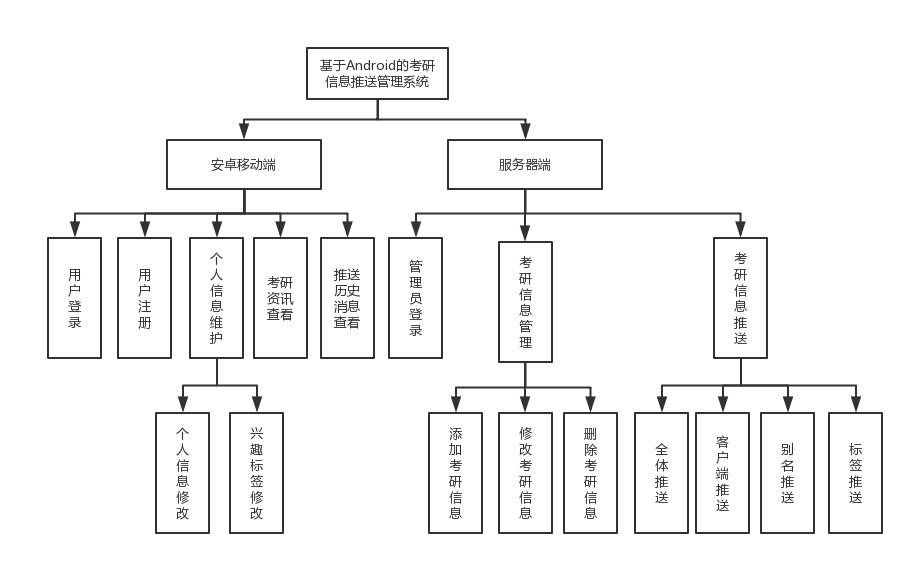 基于Android的考研
信息推送管理系统
安卓移动端
服务器端
用户登录
用户注册
个人信息维护
考研
资讯
查看
推送
历史
消息
查看
管理员登录
考研信息管理
考研信息推送
个人信息修改
兴趣标签修改
添加考研信息
修改考研信息
删除考研信息
全体推送
客户端推送
别名推送
标签推送